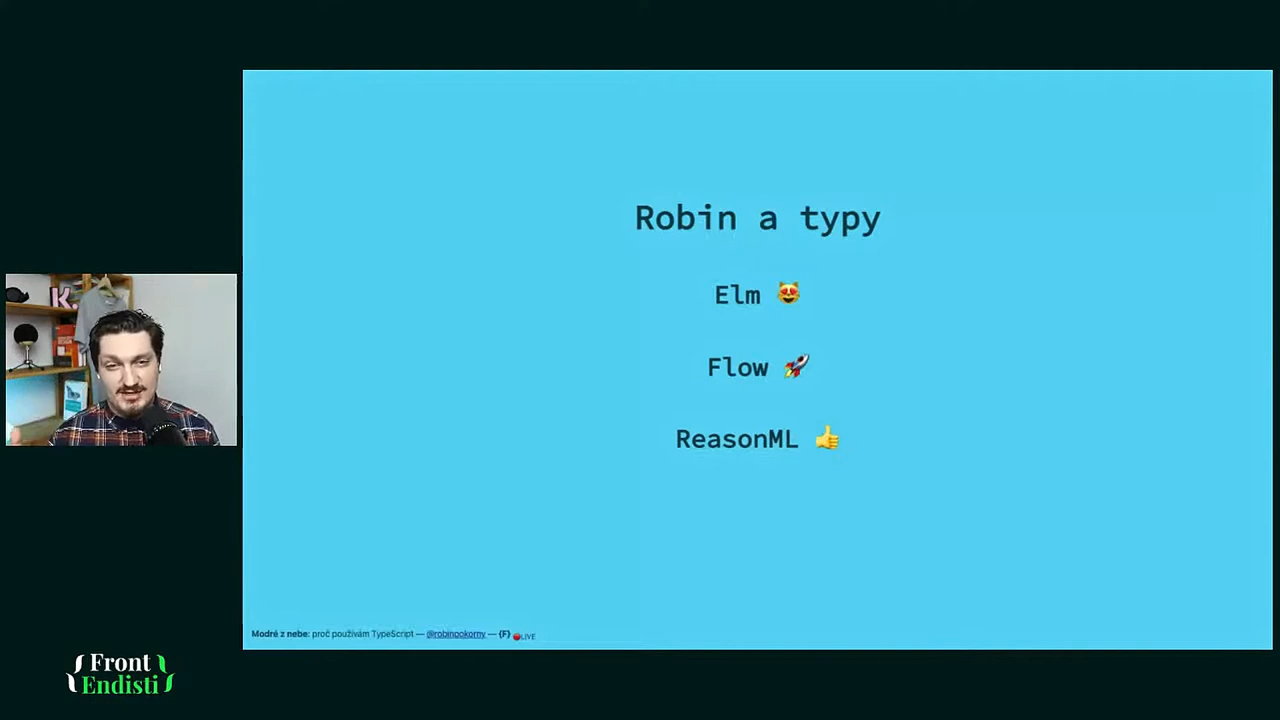 Robin a typy
Elm 😻
Flow 🚀
ReasonML 👍
K.
Modré z nebe: proč používám TypeScript — @robinpokorny — {F} 🔴LIVE
{Front
Endisti}